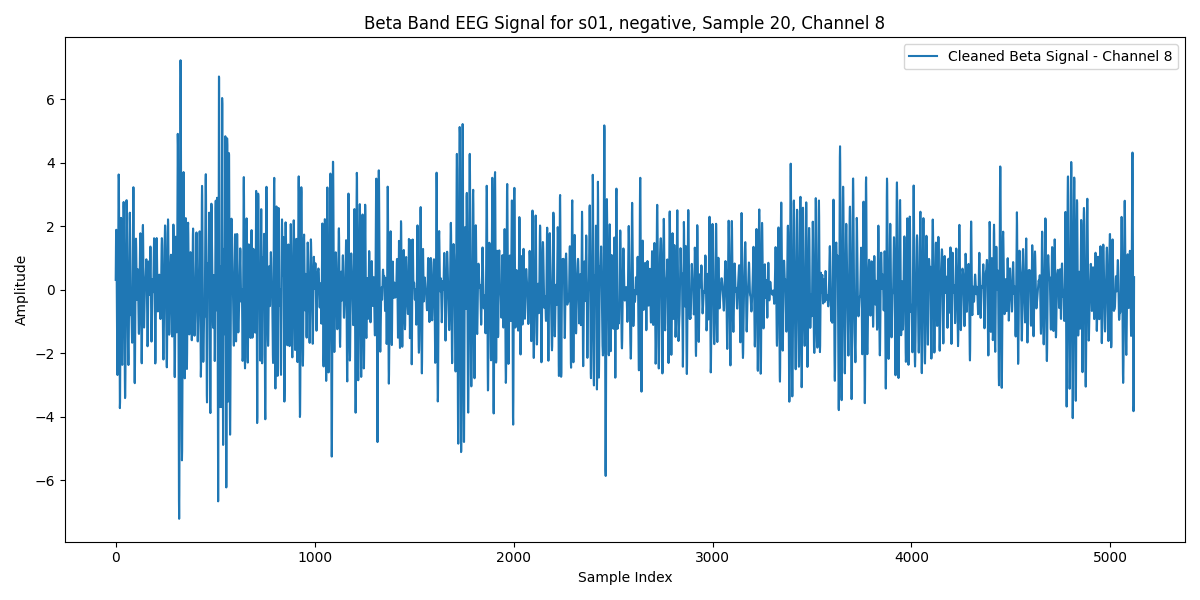 Beta Band EEG Signal for s01, negative, Sample 20, Channel 8
Cleaned Beta Signal - Channel 8
Amplitude
6
4
2
0
−2
−4
−6
0 1000 2000 3000 4000 5000
Sample Index